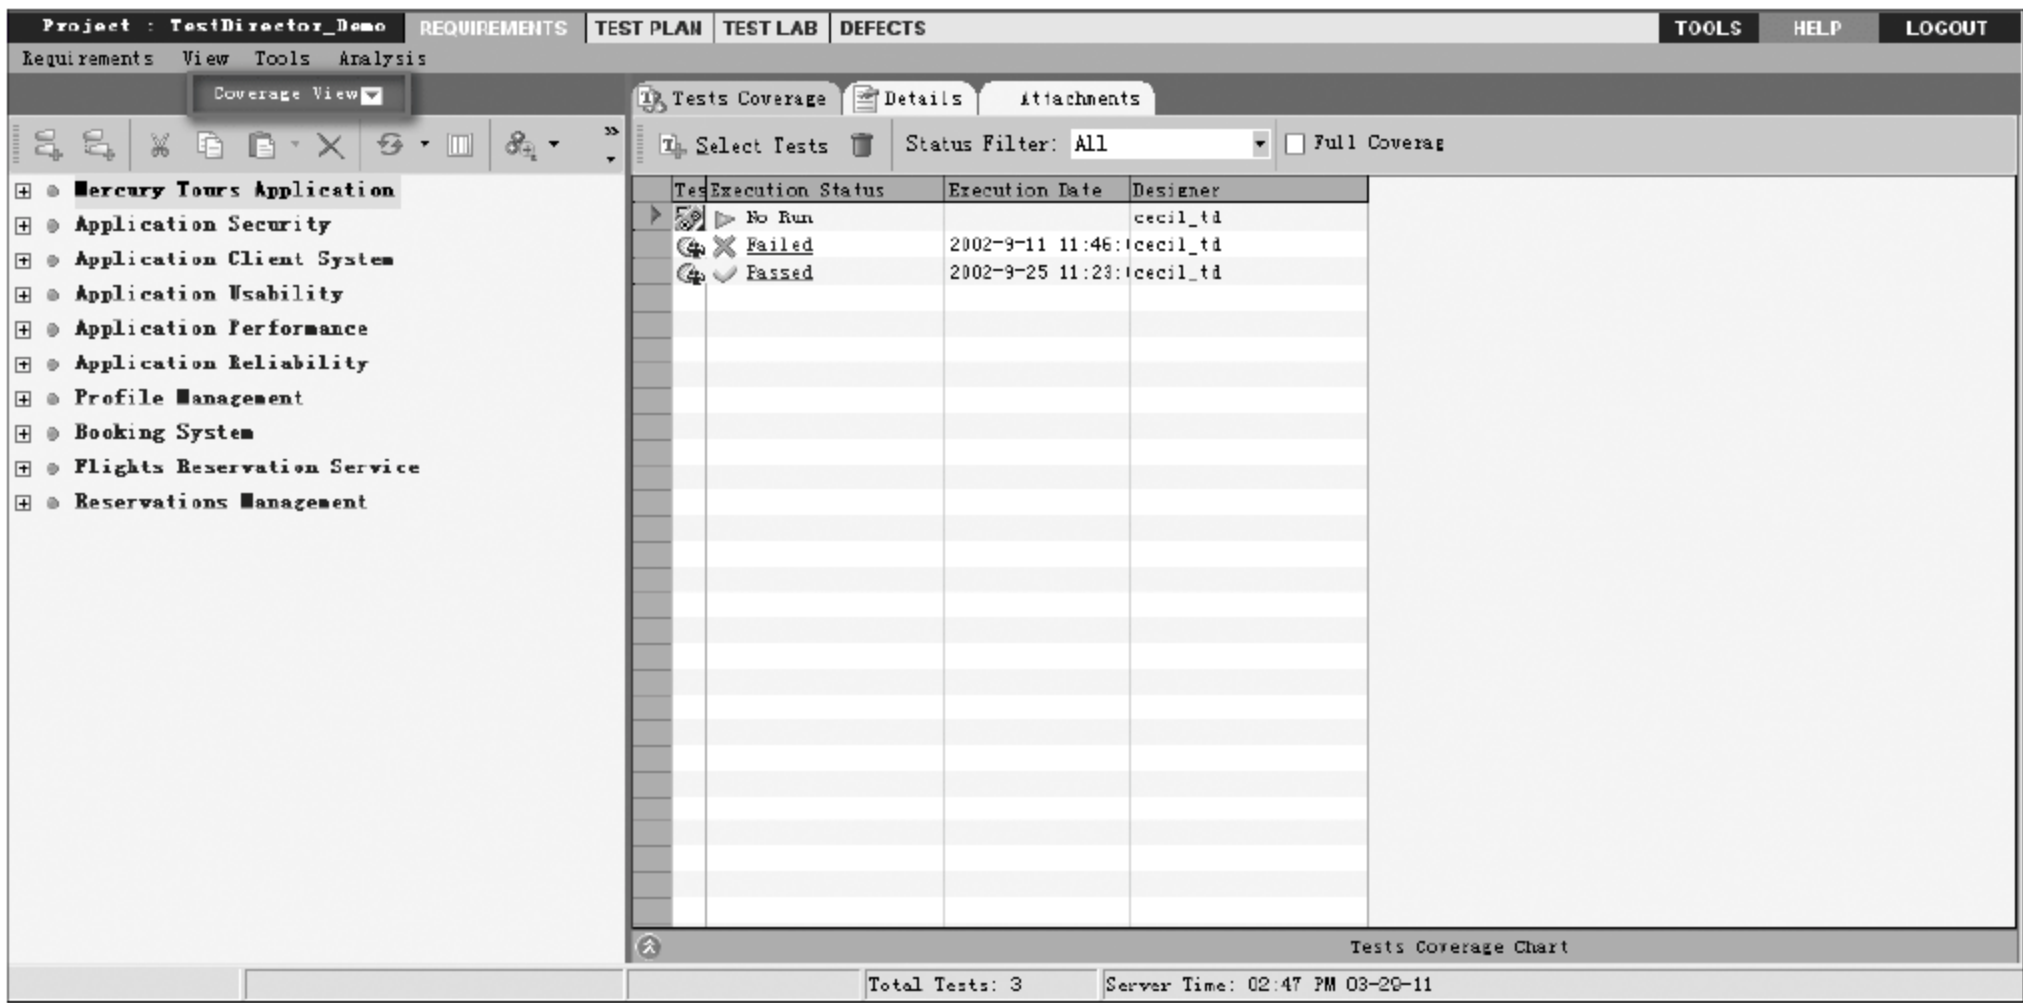 Project : TestDirector_Demo REQUIREMENTS TEST PLAN TEST LAB DEFECTS TOOLS HELP LOGOUT
Requirements View Tools Analysis
Coverage View
Tests Coverage Details Attachments
Select Tests Status Filter: All Full Coverag
Tes Execution Status Execution Date Designer
No Run cecil_td
Failed 2002-9-11 11:46: cecil_td
Passed 2002-9-25 11:23: cecil_td
Mercury Tours Application
Application Security
Application Client System
Application Usability
Application Performance
Application Reliability
Profile Management
Booking System
Flights Reservation Service
Reservations Management
Tests Coverage Chart
Total Tests: 3 Server Time: 02:47 PM 03-29-11